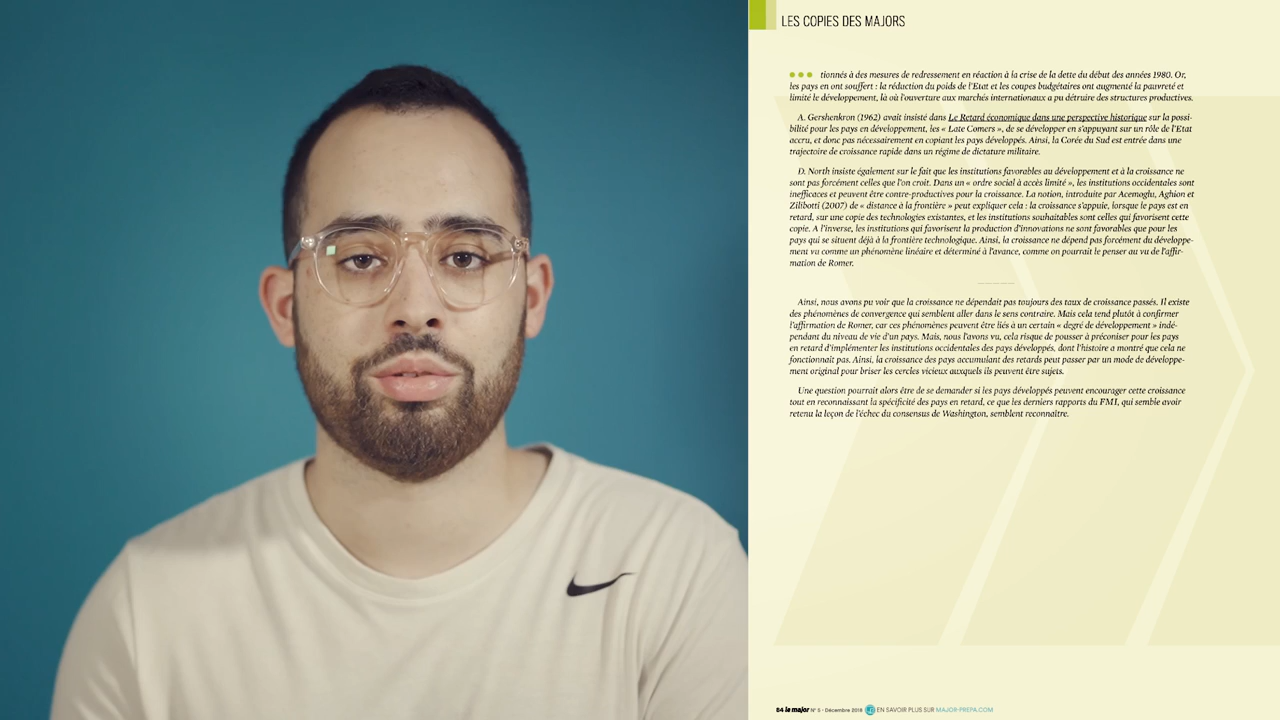 LES COPIES DES MAJORS
tionnés à des mesures de redressement en réaction à la crise de la dette du début des années 1980. Or,
les pays en ont souffert : la réduction du poids de l'Etat et les coupes budgétaires ont augmenté la pauvreté et
limité le développement, là où l'ouverture aux marchés internationaux a pu détruire des structures productives.
A. Gershenkron (1962) avait insisté dans Le Retard économique dans une perspective historique sur la possi-
bilité pour les pays en développement, les « Late Comers », de se développer en s'appuyant sur un rôle de l'Etat
accru, et donc pas nécessairement en copiant les pays développés. Ainsi, la Corée du Sud est entrée dans une
trajectoire de croissance rapide dans un régime de dictature militaire.
D. North insiste également sur le fait que les institutions favorables au développement et à la croissance ne
sont pas forcément celles que l'on croit. Dans un « ordre social à accès limité », les institutions occidentales sont
inefficaces et peuvent être contre-productives pour la croissance. La notion, introduite par Acemoglu, Aghion et
Zilibotti (2007) de « distance à la frontière » peut expliquer cela : la croissance s'appuie, lorsque le pays est en
retard, sur une copie des technologies existantes, et les institutions souhaitables sont celles qui favorisent cette
copie. A l'inverse, les institutions qui favorisent la production d'innovations ne sont favorables que pour les
pays qui se situent déjà à la frontière technologique. Ainsi, la croissance ne dépend pas forcément du développe-
ment vu comme un phénomène linéaire et déterminé à l'avance, comme on pourrait le penser au vu de l'affir-
mation de Romer.
Ainsi, nous avons pu voir que la croissance ne dépendait pas toujours des taux de croissance passés. Il existe
des phénomènes de convergence qui semblent aller dans le sens contraire. Mais cela tend plutôt à confirmer
l'affirmation de Romer, car ces phénomènes peuvent être liés à un certain « degré de développement » indé-
pendant du niveau de vie d'un pays. Mais, nous l'avons vu, cela risque de pousser à préconiser pour les pays
en retard d'implémenter les institutions occidentales des pays développés, dont l'histoire a montré que cela ne
fonctionnait pas. Ainsi, la croissance des pays accumulant des retards peut passer par un mode de développe-
ment original pour briser les cercles vicieux auxquels ils peuvent être sujets.
Une question pourrait alors être de se demander si les pays développés peuvent encourager cette croissance
tout en reconnaissant la spécificité des pays en retard, ce que les derniers rapports du FMI, qui semble avoir
retenu la leçon de l'échec du consensus de Washington, semblent reconnaître.
84 le major N° 5 - Décembre 2018 EN SAVOIR PLUS SUR MAJOR-PREPA.COM